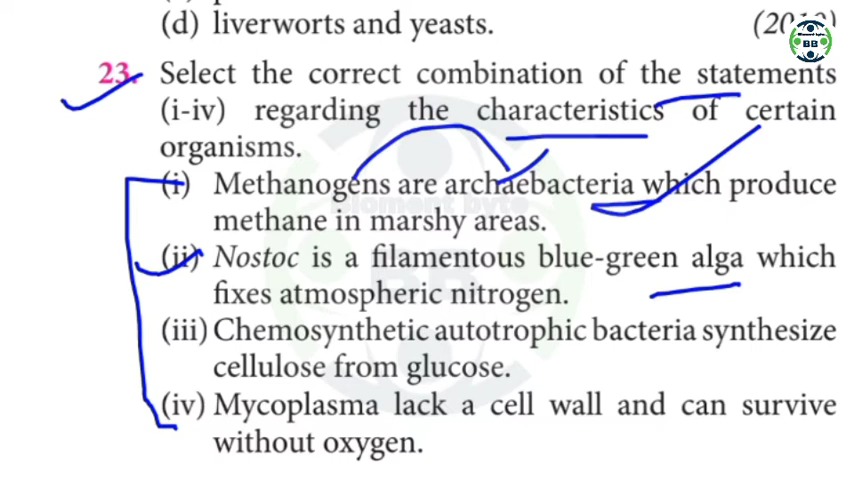 (d) liverworts and yeasts.
23. Select the correct combination of the statements
(i-iv) regarding the characteristics of certain
organisms.
(i) Methanogens are archaebacteria which produce
methane in marshy areas.
(ii) Nostoc is a filamentous blue-green alga which
fixes atmospheric nitrogen.
(iii) Chemosynthetic autotrophic bacteria synthesize
cellulose from glucose.
(iv) Mycoplasma lack a cell wall and can survive
without oxygen.
BB